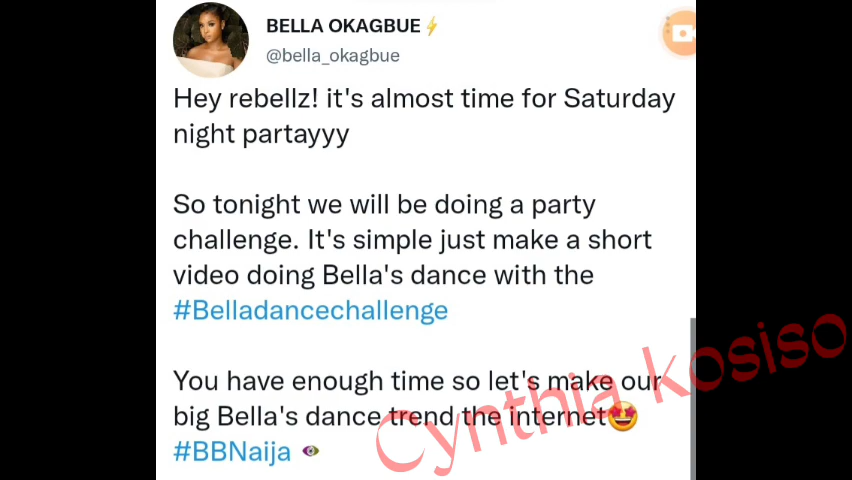 BELLA OKAGBUE⚡
@bella_okagbue
Hey rebellz! it's almost time for Saturday
night partayyy
So tonight we will be doing a party
challenge. It's simple just make a short
video doing Bella's dance with the
#Belladancechallenge
You have enough time so let's make our
big Bella's dance trend the internet🤩
#BBNaija
Cynthia kosiso